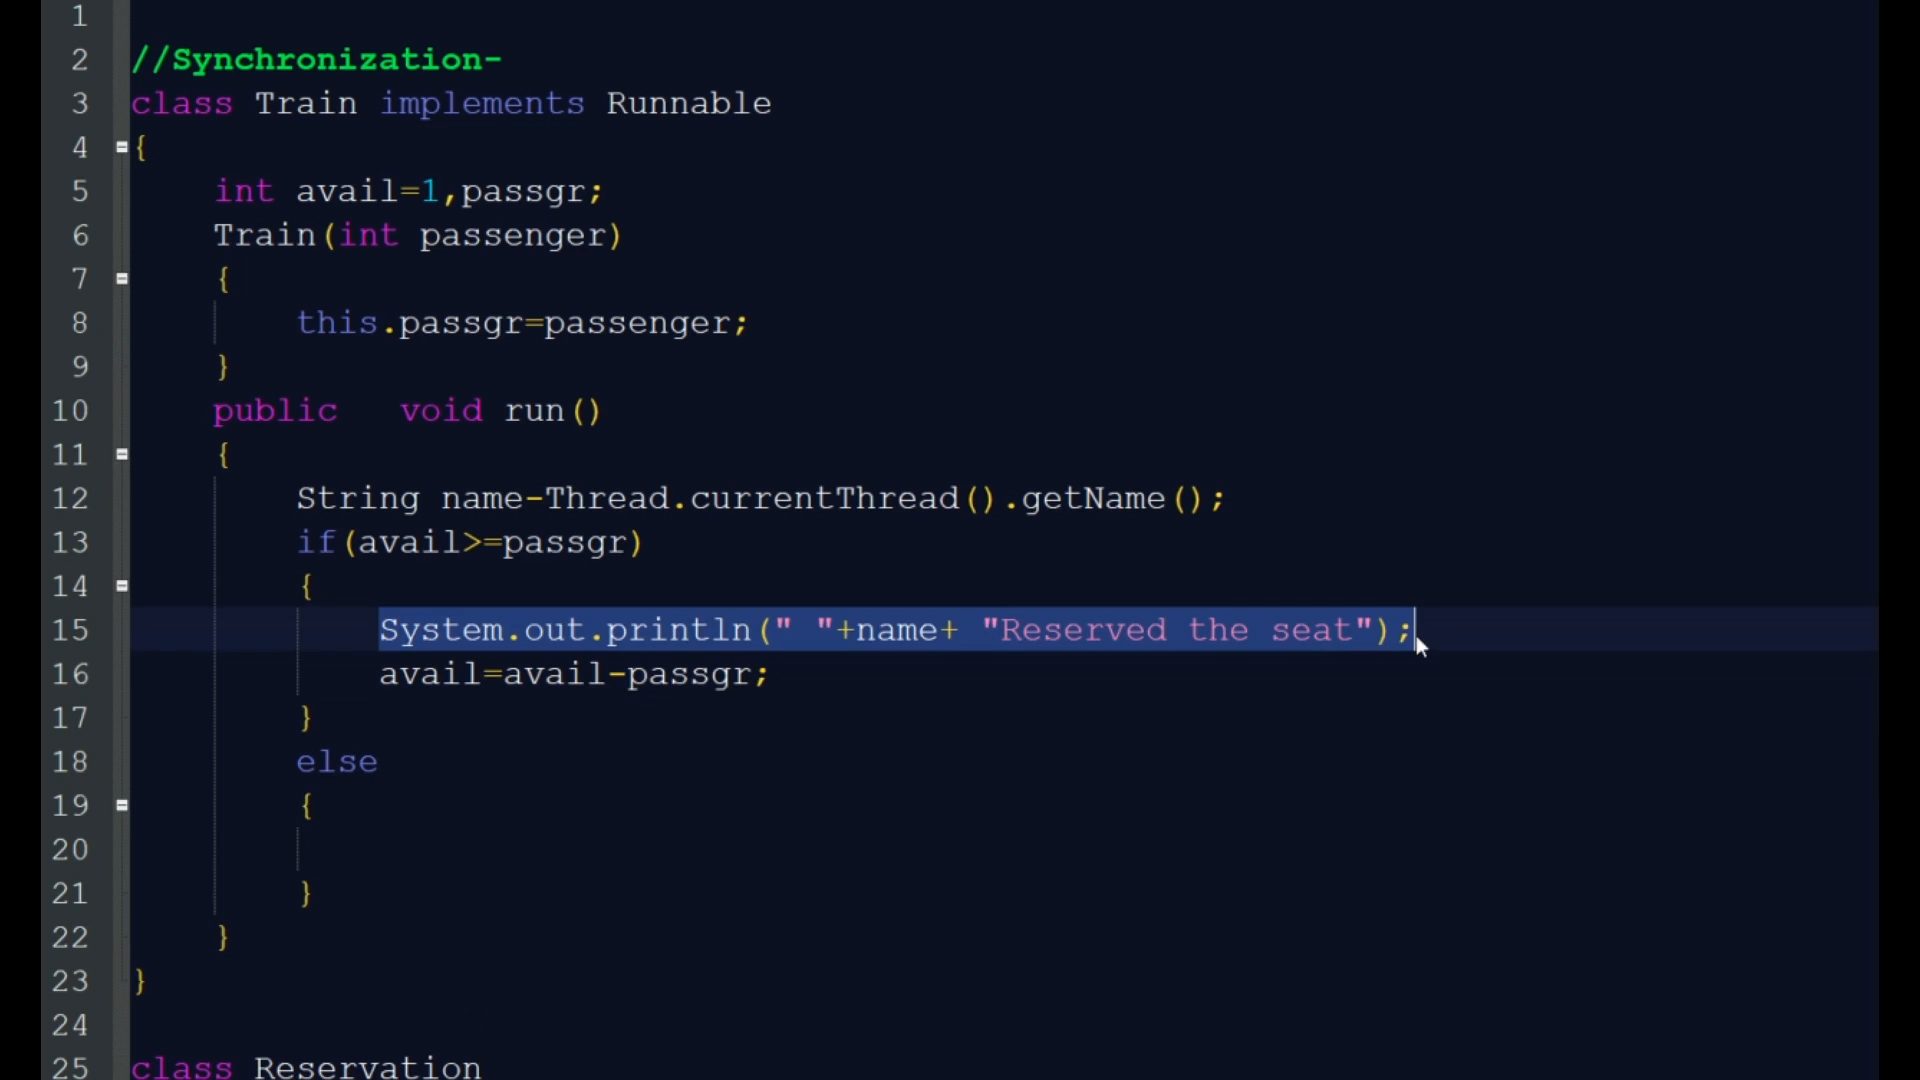 1
2 //Synchronization-
3 class Train implements Runnable
4 {
5 int avail=1,passgr;
6 Train(int passenger)
7 {
8 this.passgr=passenger;
9 }
10 public void run()
11 {
12 String name-Thread.currentThread().getName();
13 if(avail>=passgr)
14 {
15 System.out.println(" "+name+ "Reserved the seat");
16 avail=avail-passgr;
17 }
18 else
19 {
20
21 }
22 }
23 }
24
25 class Reservation